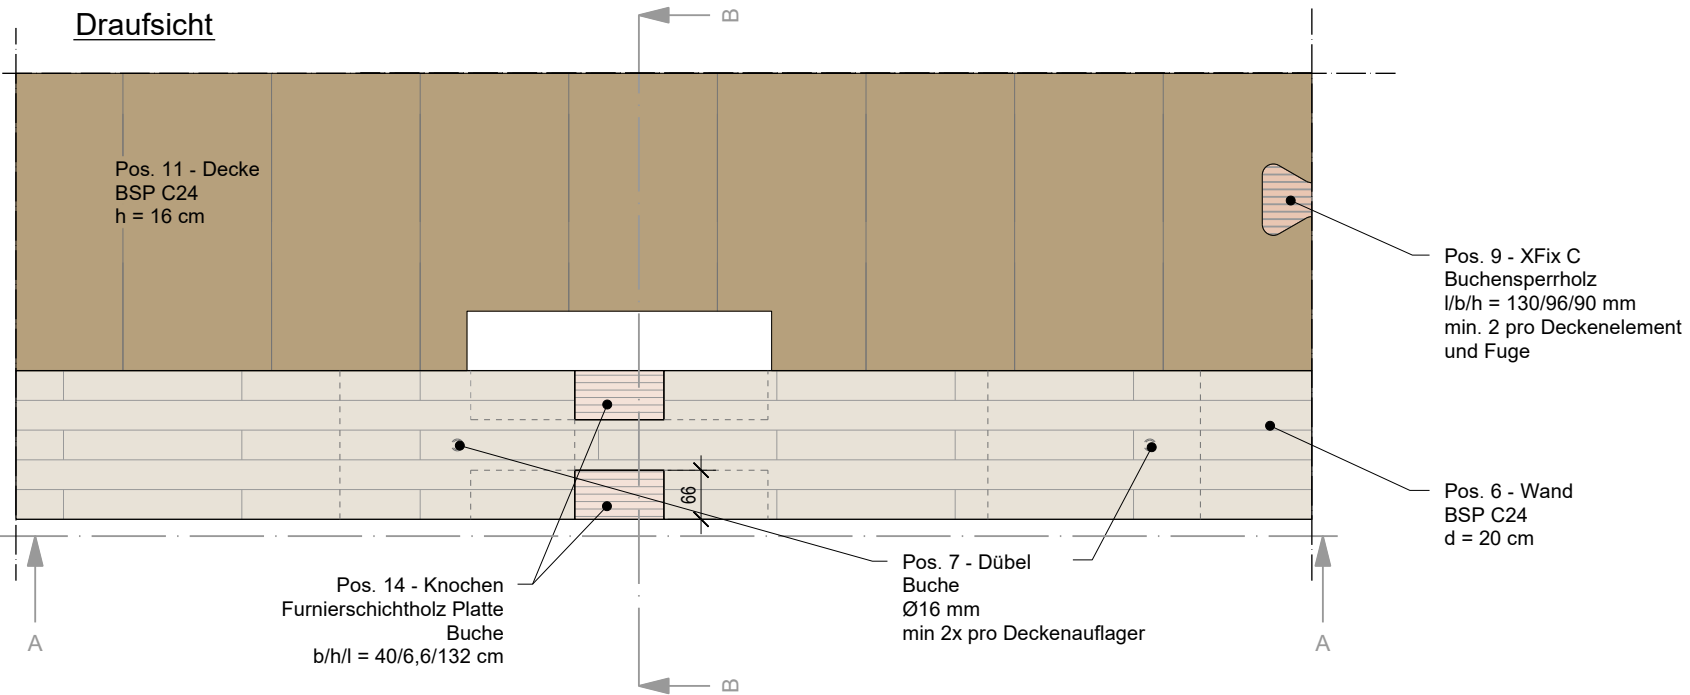 Draufsicht
B
Pos. 11 - Decke
BSP C24
h = 16 cm
Pos. 9 - XFix C
Buchensperrholz
l/b/h = 130/96/90 mm
min. 2 pro Deckenelement
und Fuge
66
Pos. 6 - Wand
BSP C24
d = 20 cm
Pos. 7 - Dübel
Buche
Ø16 mm
min 2x pro Deckenauflager
Pos. 14 - Knochen
Furnierschichtholz Platte
Buche
b/h/l = 40/6,6/132 cm
A
A
B